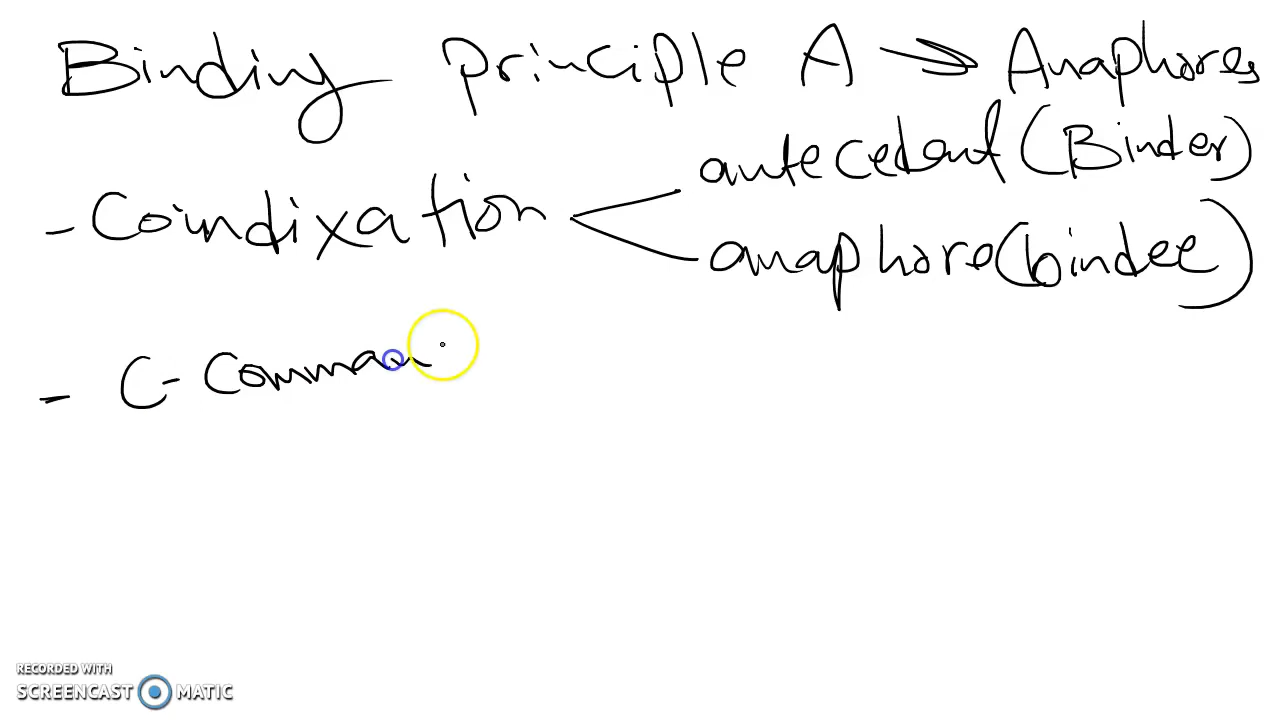 Binding principle A → Anaphores
- Coindixation < antecedent (Binder)
anaphore (bindee)
- C- Comman
RECORDED WITH
SCREENCAST MATIC